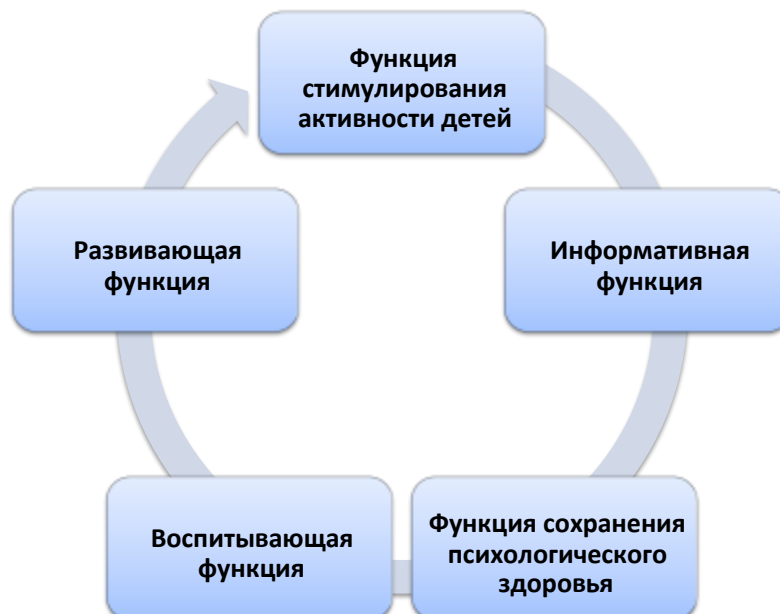 Функция
стимулирования
активности детей
Информативная
функция
Функция сохранения
психологического
здоровья
Воспитывающая
функция
Развивающая
функция